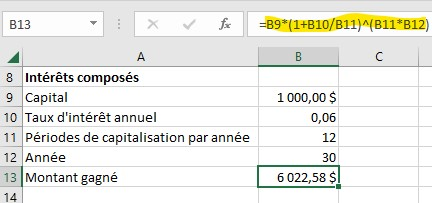 B13 fx =B9*(1+B10/B11)^(B11*B12)
A B C
8 Intérêts composés
9 Capital 1 000,00 $
10 Taux d'intérêt annuel 0,06
11 Périodes de capitalisation par année 12
12 Année 30
13 Montant gagné 6 022,58 $
14